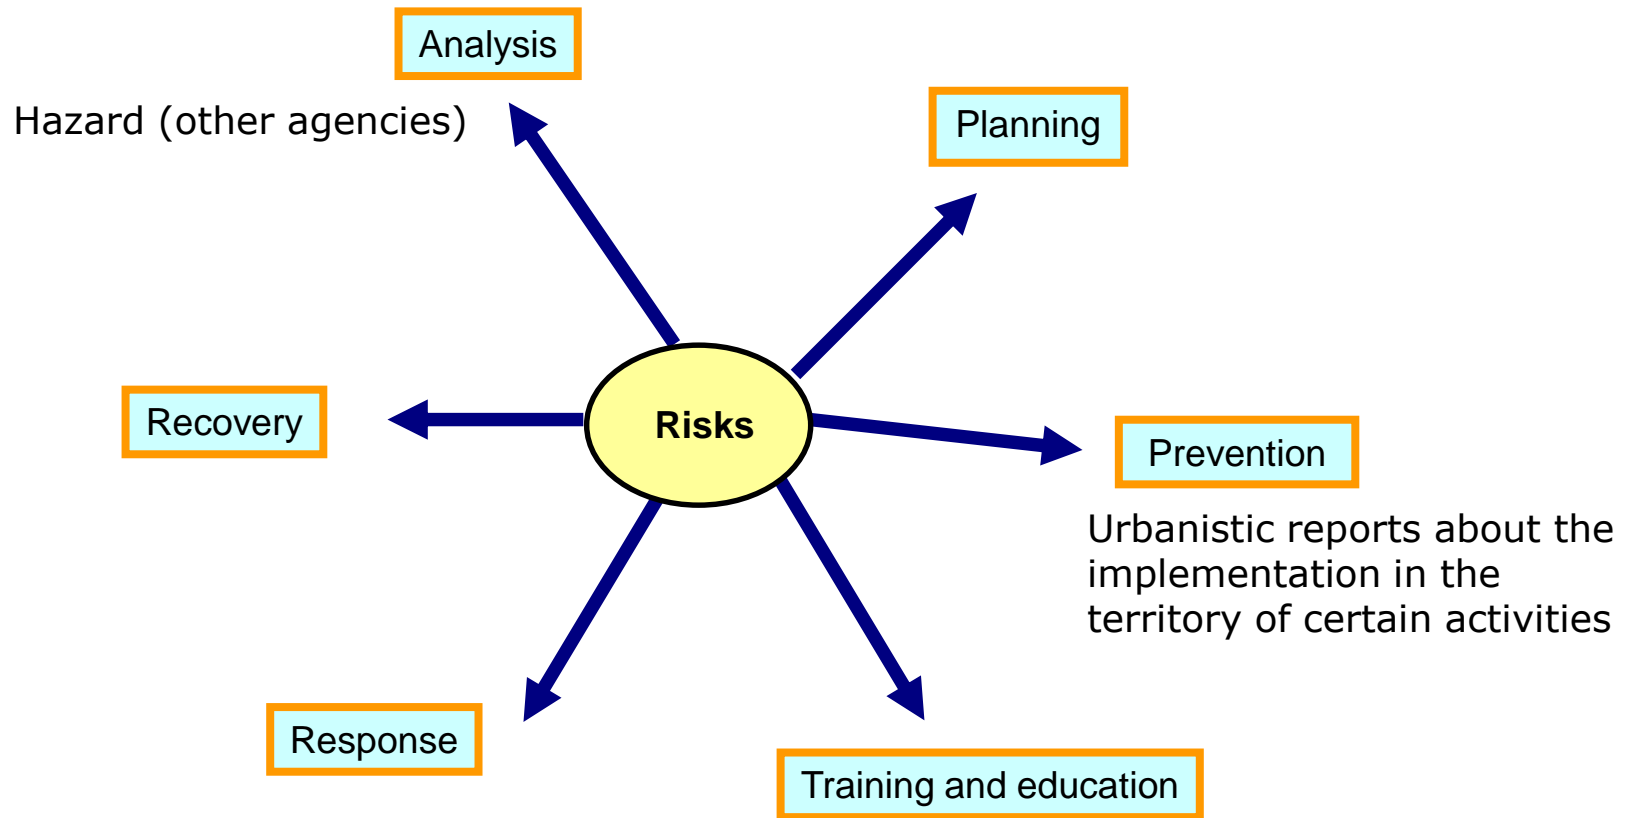 Analysis
Hazard (other agencies)
Planning
Recovery
Risks
Prevention
Urbanistic reports about the
implementation in the
territory of certain activities
Response
Training and education